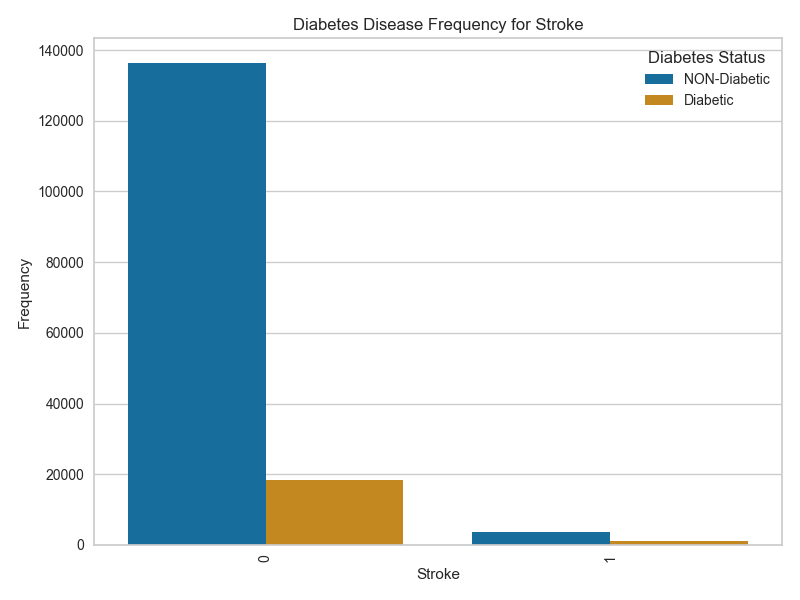 Diabetes Disease Frequency for Stroke
Diabetes Status
NON-Diabetic
Diabetic
Frequency
140000
120000
100000
80000
60000
40000
20000
0
0
1
Stroke